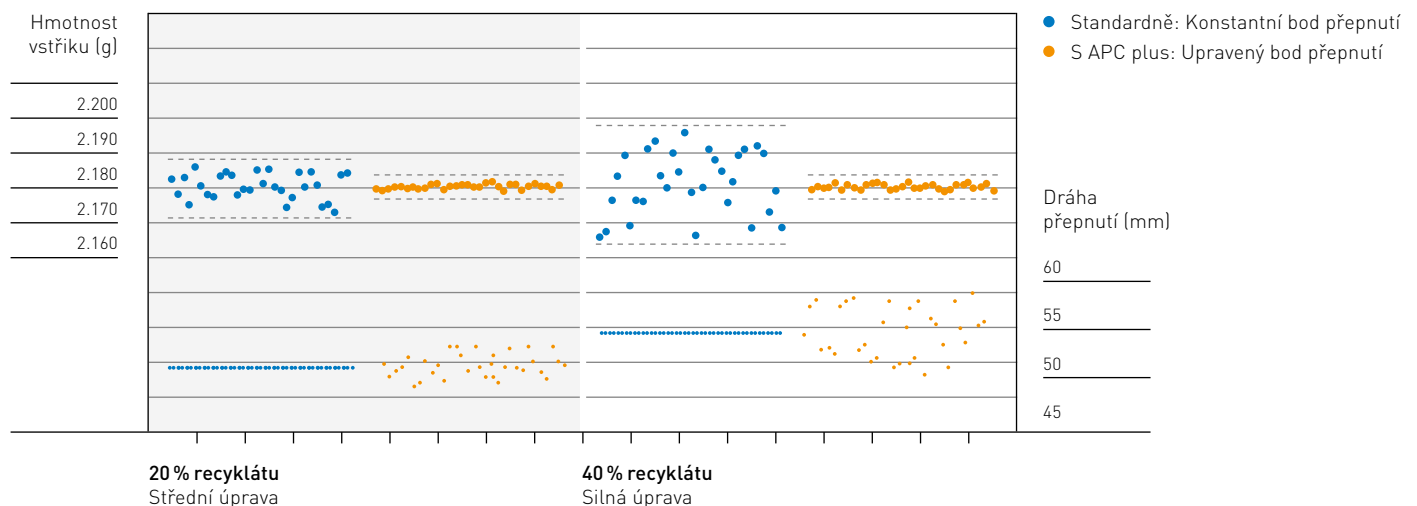 Hmotnost
vstřiku (g)
2.200
2.190
2.180
2.170
2.160
Standardně: Konstantní bod přepnutí
S APC plus: Upravený bod přepnutí
Dráha
přepnutí (mm)
60
55
50
45
20 % recyklátu
Střední úprava
40 % recyklátu
Silná úprava